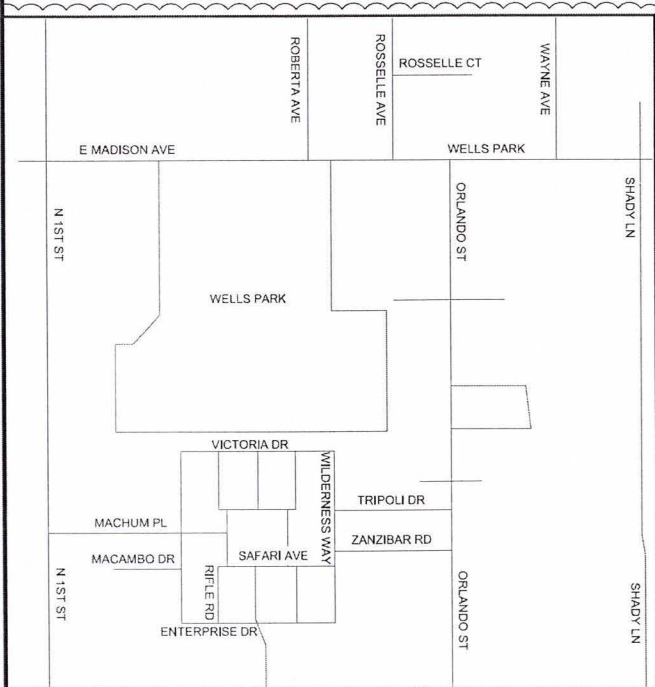 ROBERTA AVE
ROSSELLE AVE
ROSSELLE CT
WAYNE AVE
E MADISON AVE
WELLS PARK
N 1ST ST
ORLANDO ST
SHADY LN
WELLS PARK
VICTORIA DR
WILDERNESS WAY
TRIPOLI DR
MACHUM PL
ZANZIBAR RD
MACAMBO DR
SAFARI AVE
N 1ST ST
RIFLE RD
ORLANDO ST
SHADY LN
ENTERPRISE DR